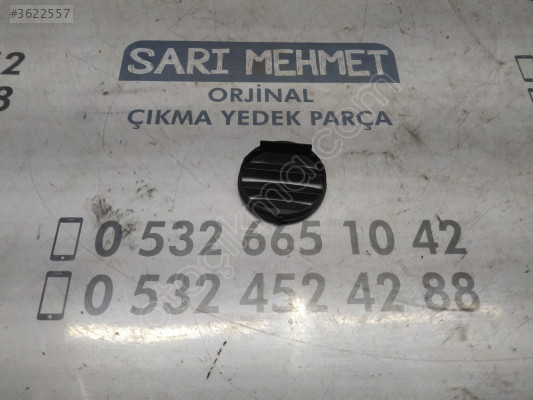 #3622557
SARI MEHMET
ORJİNAL
ÇIKMA YEDEK PARÇA
0 532 665 10 42
0 532 452 42 88